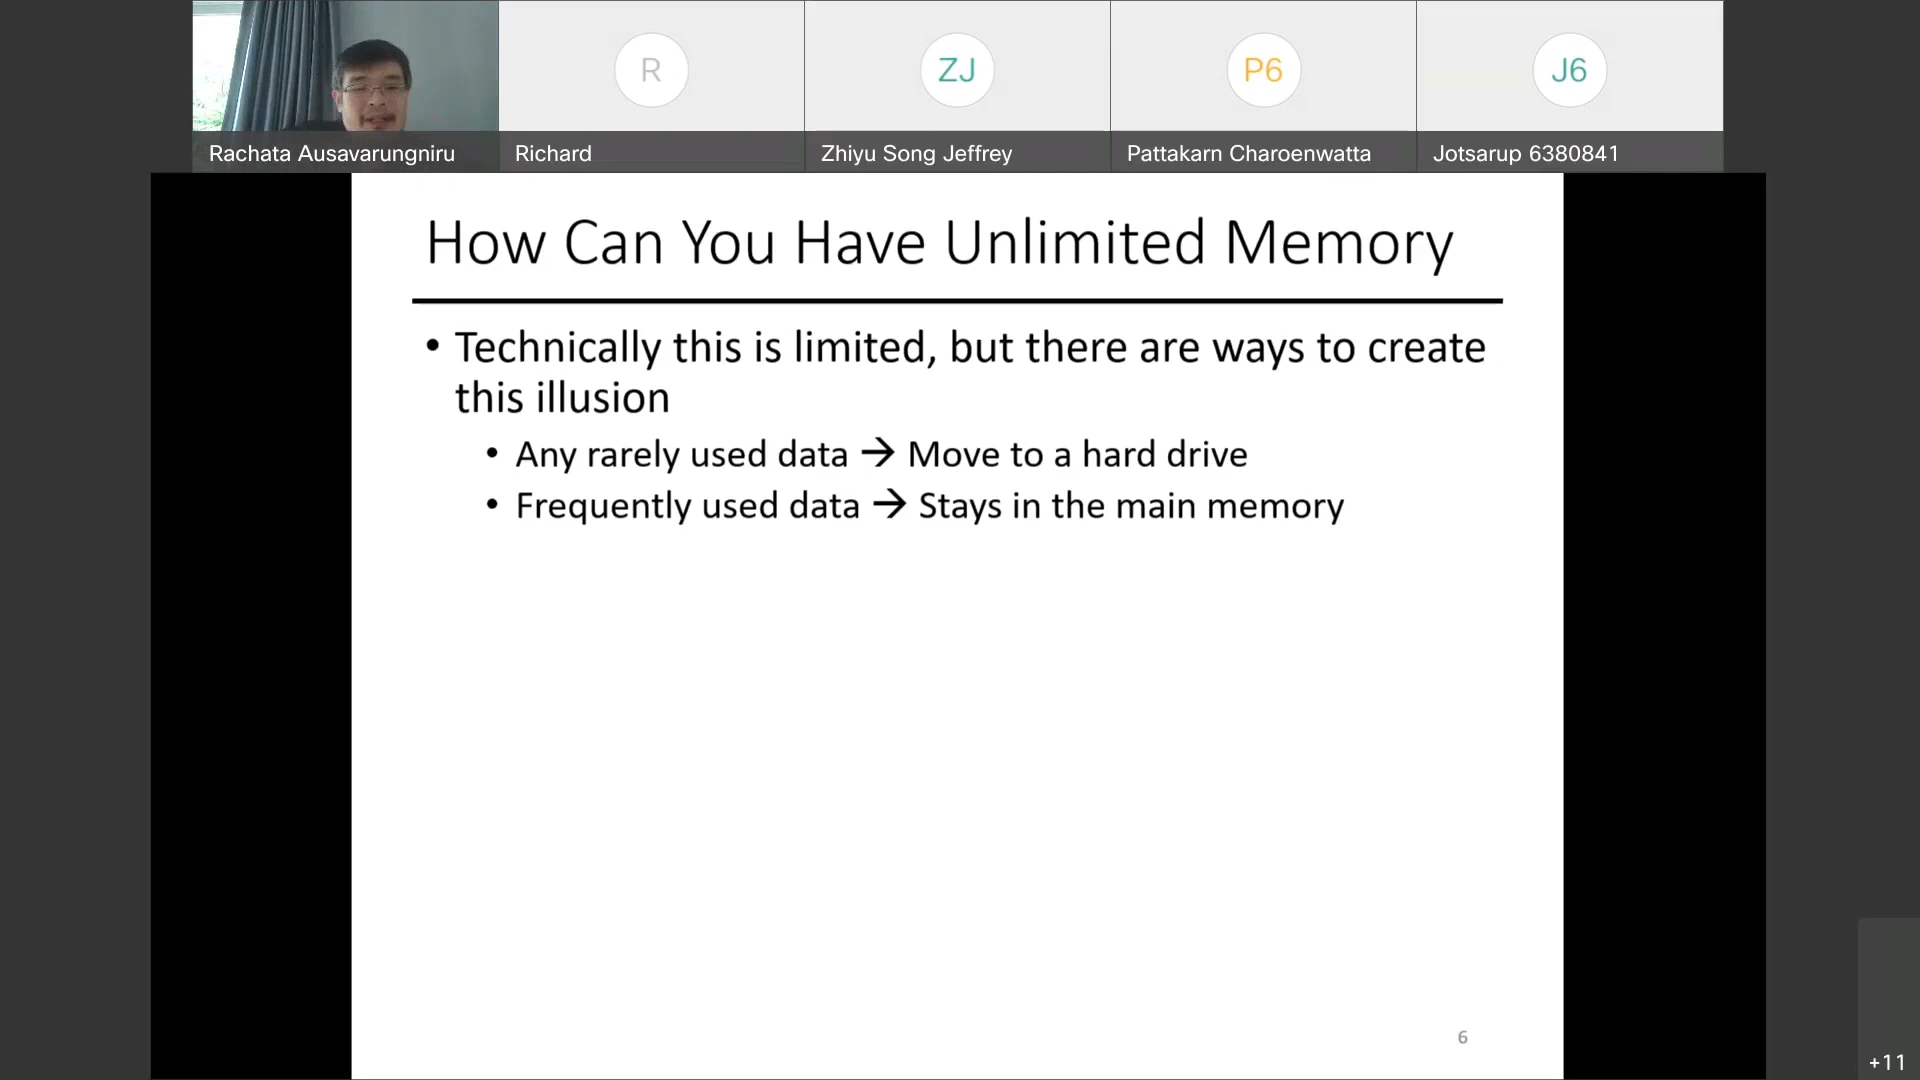 R
ZJ
P6
J6
Rachata Ausavarungniru
Richard
Zhiyu Song Jeffrey
Pattakarn Charoenwatta
Jotsarup 6380841
How Can You Have Unlimited Memory
• Technically this is limited, but there are ways to create
this illusion
• Any rarely used data → Move to a hard drive
• Frequently used data → Stays in the main memory
6
+11